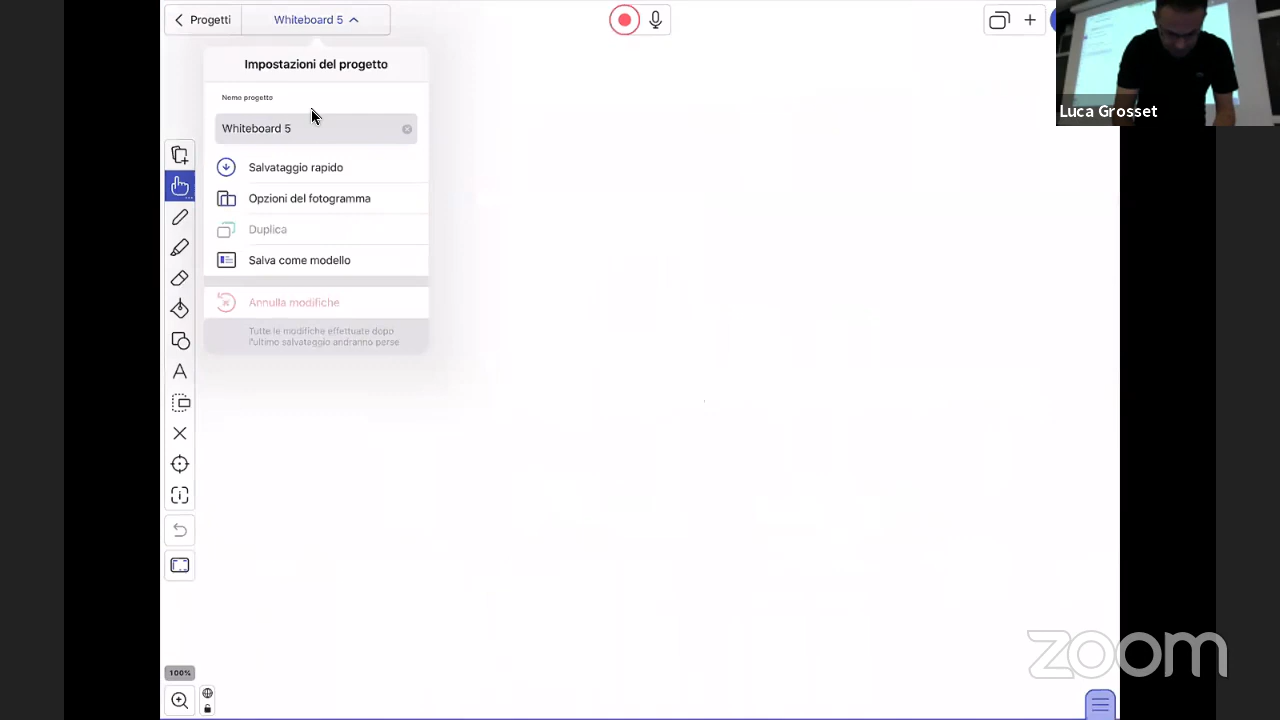 Progetti
Whiteboard 5
Impostazioni del progetto
Nome progetto
Whiteboard 5
Salvataggio rapido
Opzioni del fotogramma
Duplica
Salva come modello
Annulla modifiche
Tutte le modifiche effettuate dopo
l'ultimo salvataggio andranno perse
A
100%
Luca Grosset
zoom